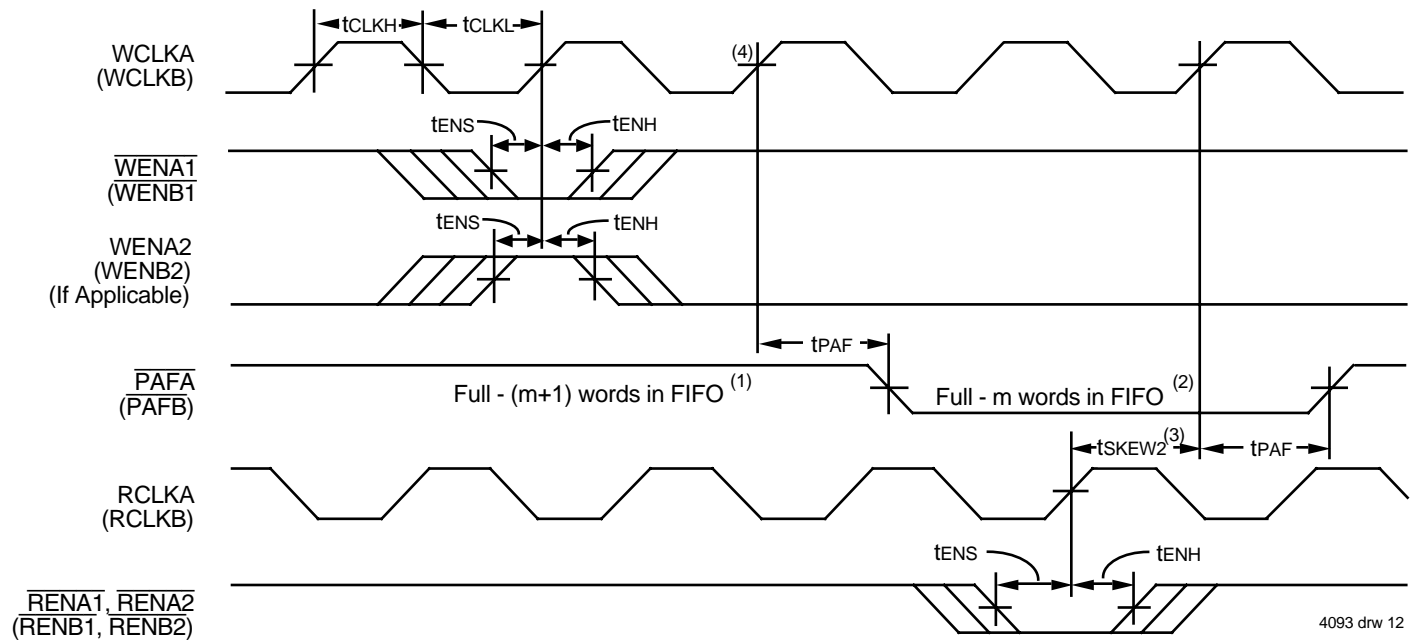 tCLKH
tCLKL
WCLKA
(WCLKB)
(4)
tENS
tENH
WENA1
(WENB1
tENS
tENH
WENA2
(WENB2)
(If Applicable)
tPAF
PAFA
(PAFB)
Full - (m+1) words in FIFO (1)
Full - m words in FIFO (2)
tSKEW2(3)
tPAF
RCLKA
(RCLKB)
tENS
tENH
RENA1, RENA2
(RENB1, RENB2)
4093 drw 12